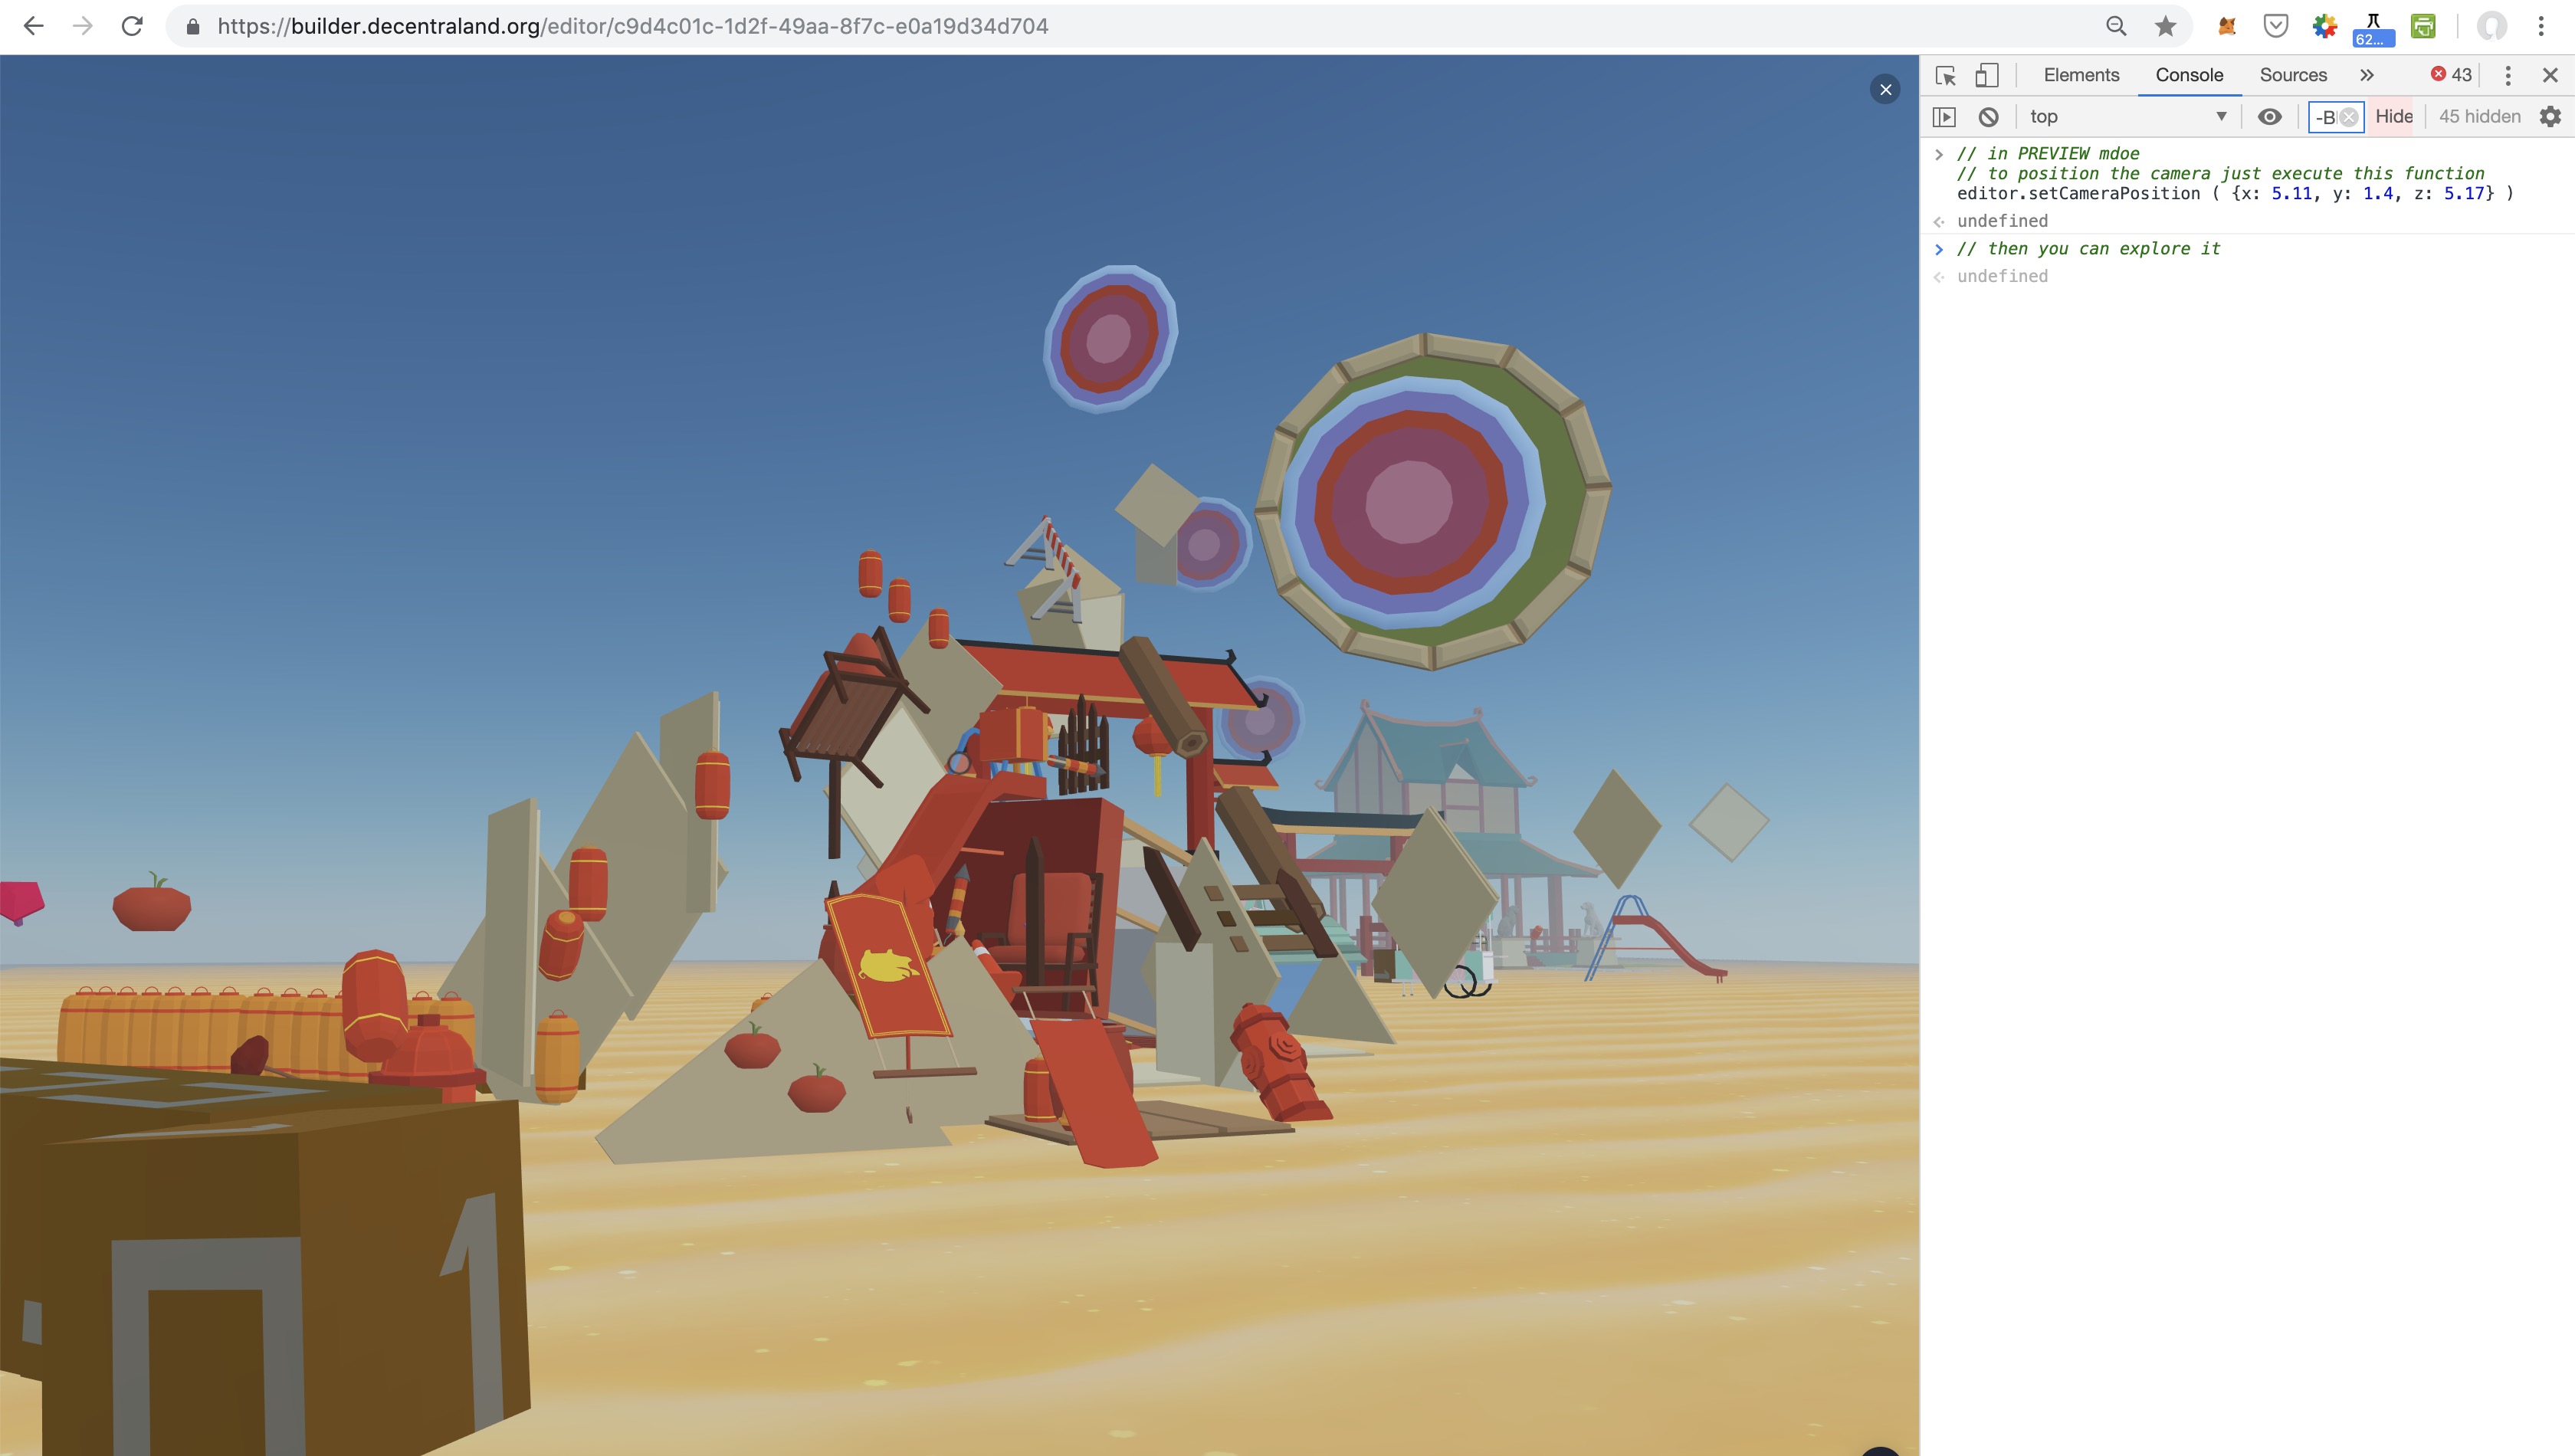 https://builder.decentraland.org/editor/c9d4c01c-1d2f-49aa-8f7c-e0a19d34d704
62...
Elements Console Sources » 43
top -B Hide 45 hidden
// in PREVIEW mdoe
// to position the camera just execute this function
editor.setCameraPosition ( {x: 5.11, y: 1.4, z: 5.17} )
undefined
// then you can explore it
undefined
1